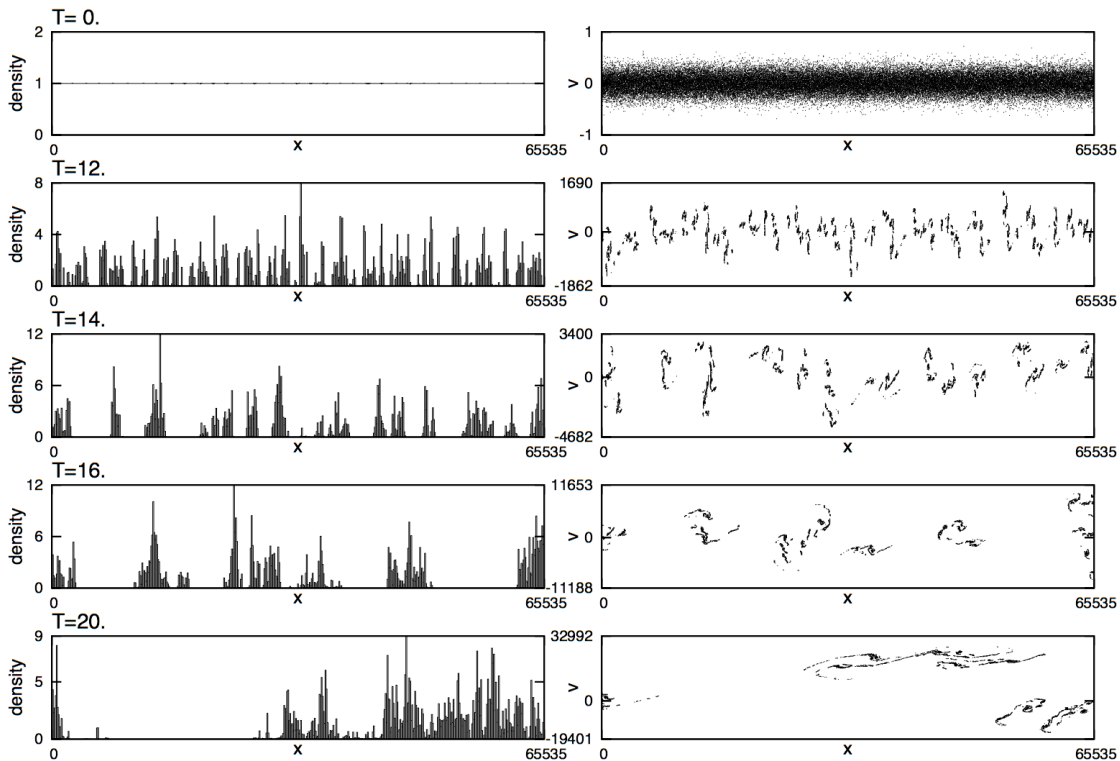 T= 0.
2
1
0
density
0
x
65535
1
0
-1
v
0
x
65535
T=12.
8
4
0
density
0
x
65535
1690
0
-1862
v
0
x
65535
T=14.
12
6
0
density
0
x
65535
3400
0
-4682
v
0
x
65535
T=16.
12
6
0
density
0
x
65535
11653
0
-11188
v
0
x
65535
T=20.
9
5
0
density
0
x
65535
32992
0
-19401
v
0
x
65535